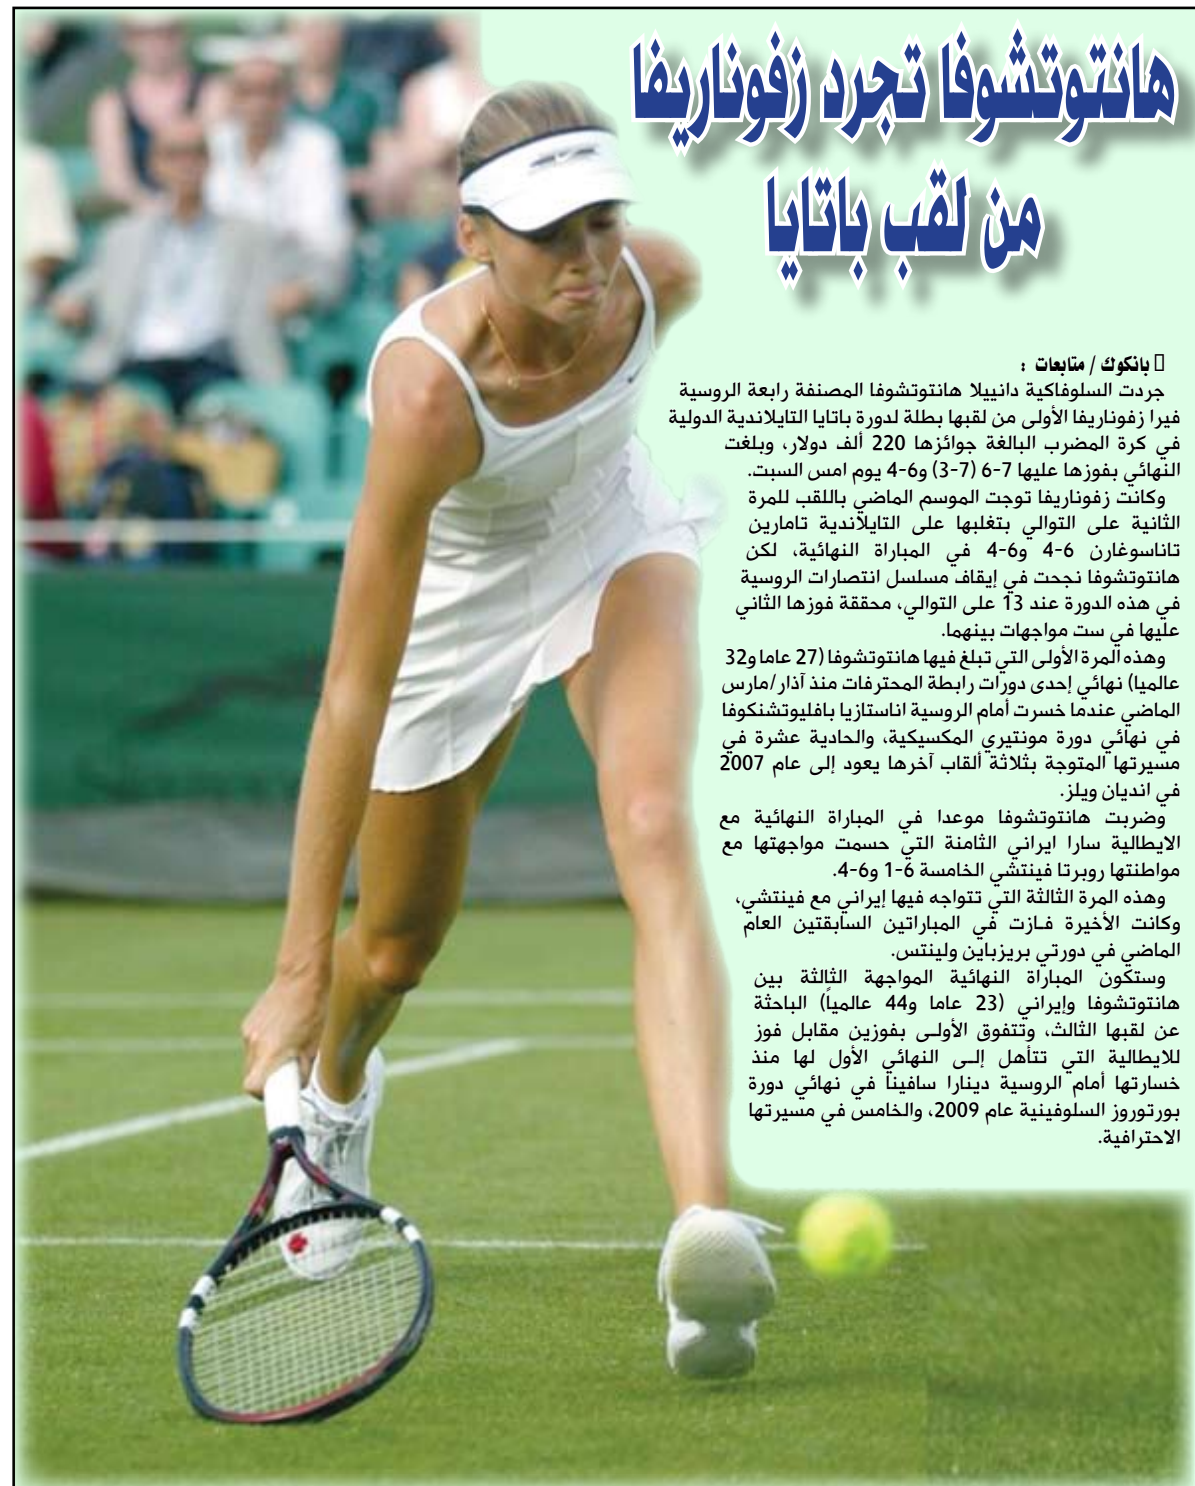 هانتوتشوفا تجرد زفوناريفا
من لقب باتايا
بانكوك / متابعات :
جردت السلوفاكية دانييلا هانتوتشوفا المصنفة رابعة الروسية
فيرا زفوناريفا الأولى من لقبها بطلة لدورة باتايا التايلاندية الدولية
في كرة المضرب البالغة جوائزها 220 ألف دولار، وبلغت
النهائي بفوزها عليها 7-6 (7-3) و6-4 يوم امس السبت.
وكانت زفوناريفا توجت الموسم الماضي باللقب للمرة
الثانية على التوالي بتغلبها على التايلاندية تامارين
تاناسوغارن 6-4 و6-4 في المباراة النهائية، لكن
هانتوتشوفا نجحت في إيقاف مسلسل انتصارات الروسية
في هذه الدورة عند 13 على التوالي، محققة فوزها الثاني
عليها في ست مواجهات بينهما.
وهذه المرة الأولى التي تبلغ فيها هانتوتشوفا (27 عاما و32
عالميا) نهائي إحدى دورات رابطة المحترفات منذ آذار/مارس
الماضي عندما خسرت أمام الروسية اناستازيا بافليوتشنكوفا
في نهائي دورة مونتيري المكسيكية، والحادية عشرة في
مسيرتها المتوجة بثلاثة ألقاب آخرها يعود إلى عام 2007
في انديان ويلز.
وضربت هانتوتشوفا موعدا في المباراة النهائية مع
الايطالية سارا ايراني الثامنة التي حسمت مواجهتها مع
مواطنتها روبرتا فينتشي الخامسة 6-1 و6-4.
وهذه المرة الثالثة التي تتواجه فيها إيراني مع فينتشي،
وكانت الأخيرة فازت في المباراتين السابقتين العام
الماضي في دورتي بريزباين ولينتس.
وستكون المباراة النهائية المواجهة الثالثة بين
هانتوتشوفا وإيراني (23 عاما و44 عالمياً) الباحثة
عن لقبها الثالث، وتتفوق الأولى بفوزين مقابل فوز
للايطالية التي تتأهل إلى النهائي الأول لها منذ
خسارتها أمام الروسية دينارا سافينا في نهائي دورة
بورتوروز السلوفينية عام 2009، والخامس في مسيرتها
الاحترافية.